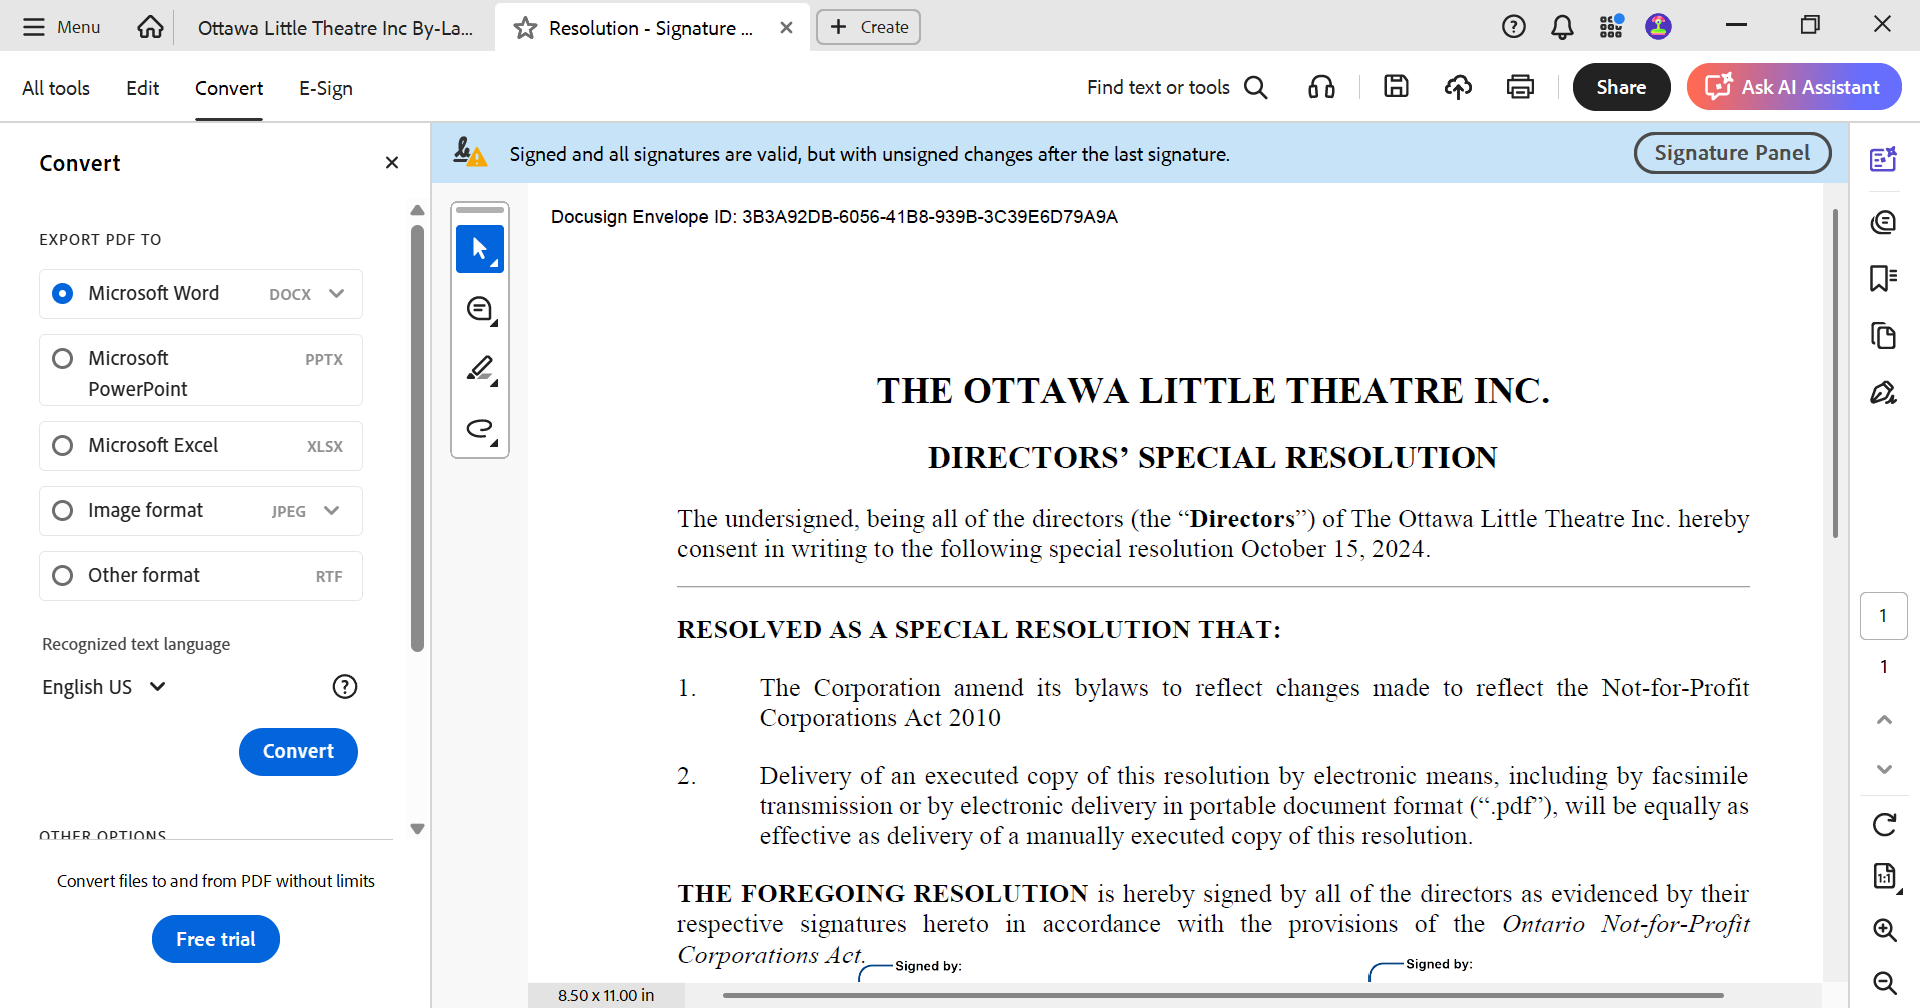 Menu
Ottawa Little Theatre Inc By-La...
Resolution - Signature ...
Create
All tools
Edit
Convert
E-Sign
Find text or tools
Share
Ask AI Assistant
Convert
EXPORT PDF TO
Microsoft Word DOCX
Microsoft PPTX
PowerPoint
Microsoft Excel XLSX
Image format JPEG
Other format RTF
Recognized text language
English US
Convert
OTHER OPTIONS
Convert files to and from PDF without limits
Free trial
Signed and all signatures are valid, but with unsigned changes after the last signature.
Signature Panel
Docusign Envelope ID: 3B3A92DB-6056-41B8-939B-3C39E6D79A9A
THE OTTAWA LITTLE THEATRE INC.
DIRECTORS’ SPECIAL RESOLUTION
The undersigned, being all of the directors (the “Directors”) of The Ottawa Little Theatre Inc. hereby
consent in writing to the following special resolution October 15, 2024.
RESOLVED AS A SPECIAL RESOLUTION THAT:
1. The Corporation amend its bylaws to reflect changes made to reflect the Not-for-Profit
Corporations Act 2010
2. Delivery of an executed copy of this resolution by electronic means, including by facsimile
transmission or by electronic delivery in portable document format (“.pdf”), will be equally as
effective as delivery of a manually executed copy of this resolution.
THE FOREGOING RESOLUTION is hereby signed by all of the directors as evidenced by their
respective signatures hereto in accordance with the provisions of the Ontario Not-for-Profit
Corporations Act.
Signed by:
Signed by:
8.50 x 11.00 in
1
1
1:1